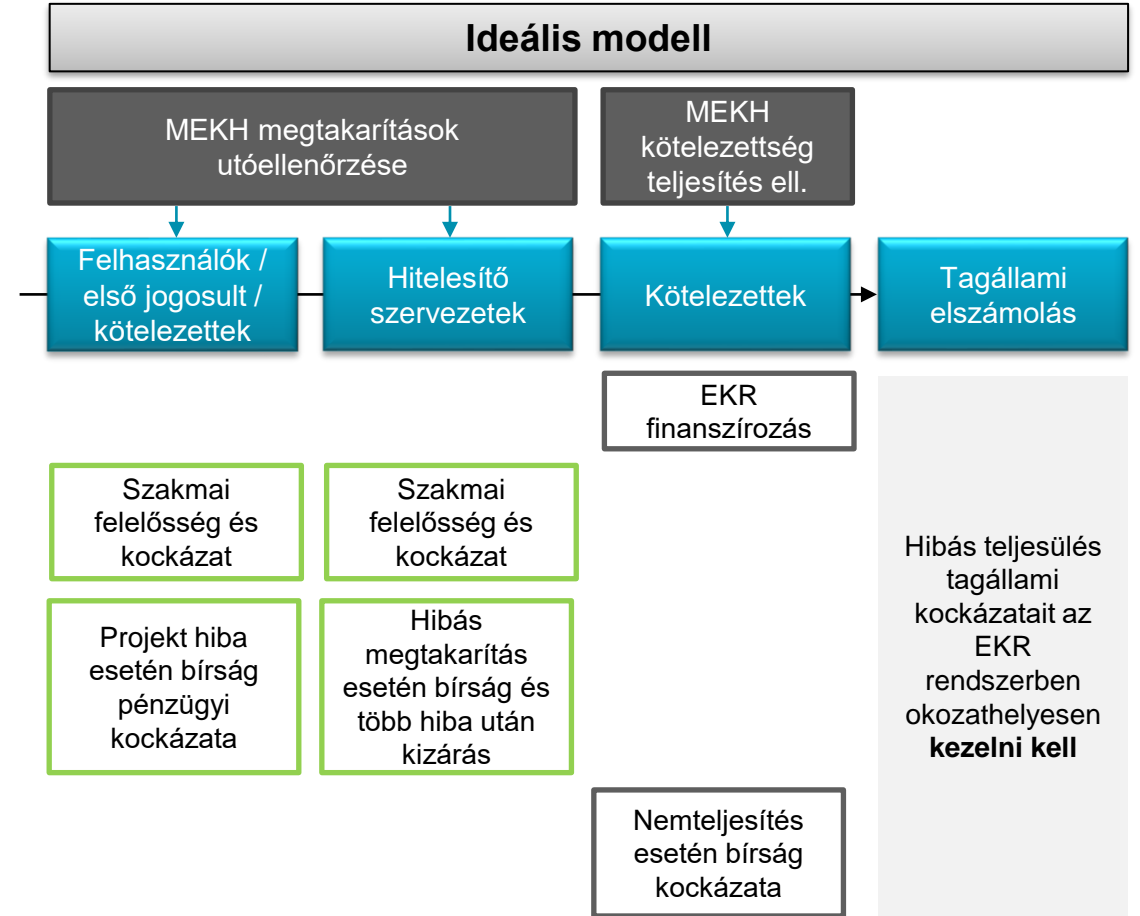 Ideális modell
MEKH megtakarítások
utóellenőrzése
MEKH
kötelezettség
teljesítés ell.
Felhasználók /
első jogosult /
kötelezettek
Hitelesítő
szervezetek
Kötelezettek
Tagállami
elszámolás
EKR
finanszírozás
Szakmai
felelősség és
kockázat
Szakmai
felelősség és
kockázat
Projekt hiba
esetén bírság
pénzügyi
kockázata
Hibás
megtakarítás
esetén bírság és
több hiba után
kizárás
Hibás teljesülés
tagállami
kockázatait az
EKR
rendszerben
okozathelyesen
kezelni kell
Nemteljesítés
esetén bírság
kockázata